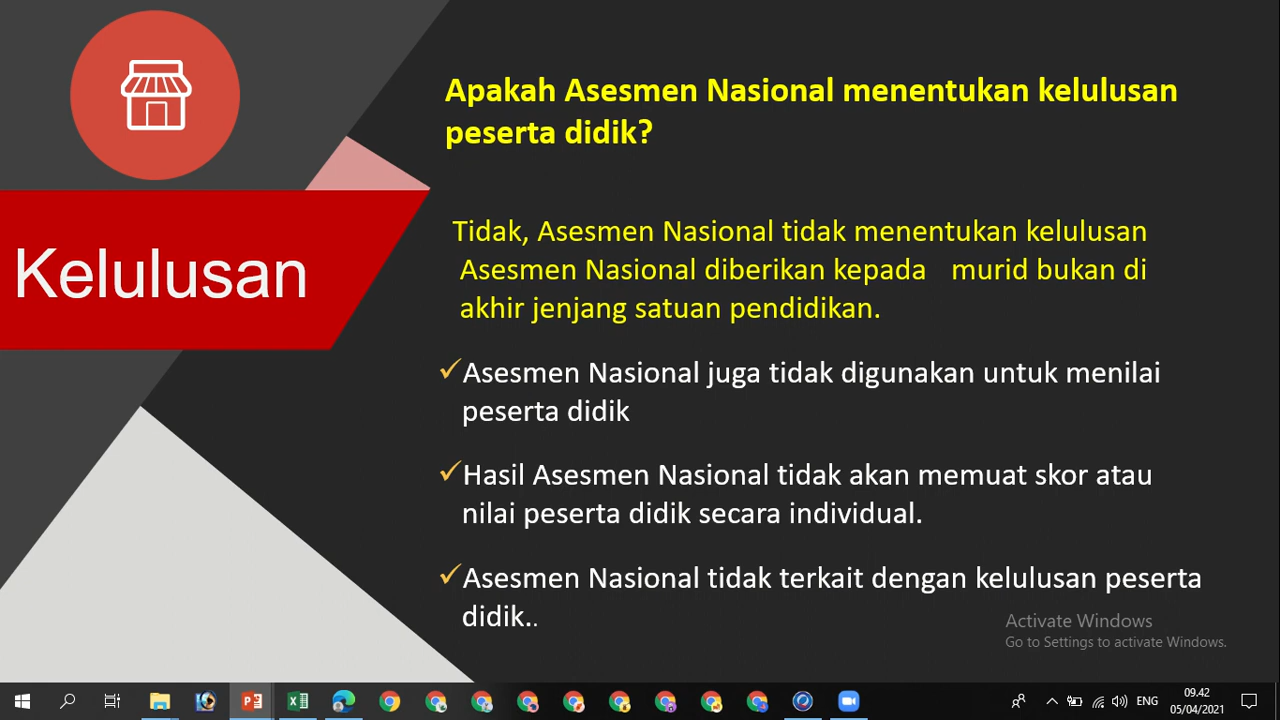 Kelulusan
Apakah Asesmen Nasional menentukan kelulusan
peserta didik?
Tidak, Asesmen Nasional tidak menentukan kelulusan
Asesmen Nasional diberikan kepada murid bukan di
akhir jenjang satuan pendidikan.
✓Asesmen Nasional juga tidak digunakan untuk menilai
peserta didik
✓Hasil Asesmen Nasional tidak akan memuat skor atau
nilai peserta didik secara individual.
✓Asesmen Nasional tidak terkait dengan kelulusan peserta
didik..
Activate Windows
Go to Settings to activate Windows.
ENG
09.42
05/04/2021